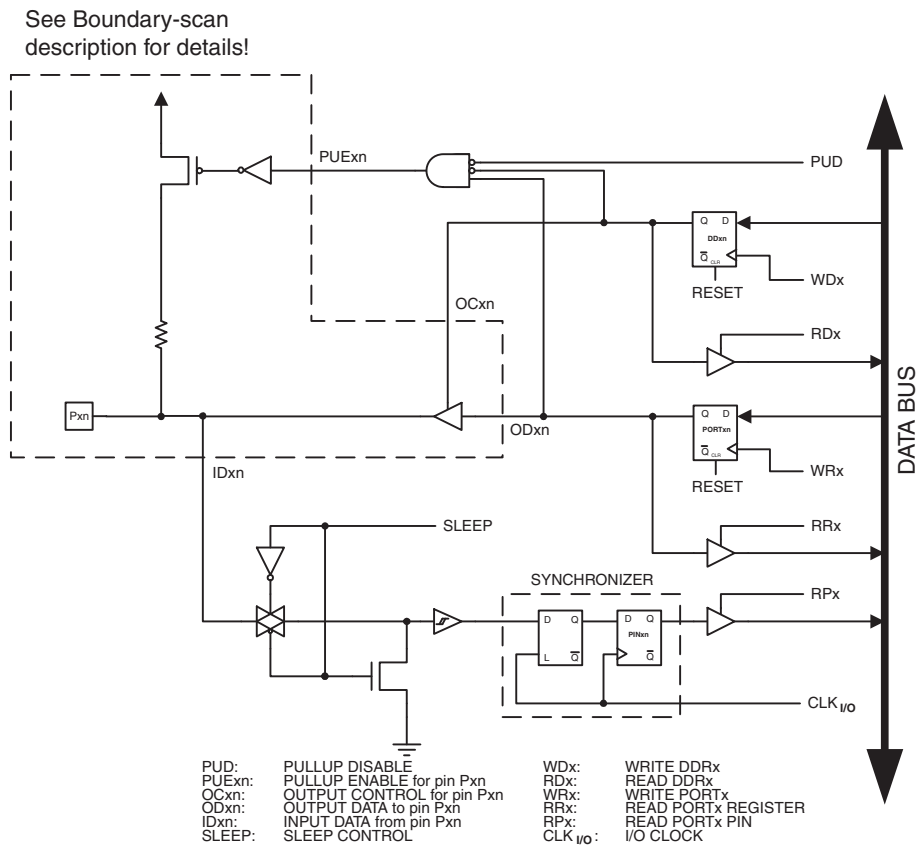 See Boundary-scan
description for details!
PUExn
PUD
Q D
DDxn
Q CLR
WDx
RESET
OCxn
RDx
Pxn
ODxn
Q D
PORTxn
Q CLR
WRx
RESET
IDxn
DATA BUS
SLEEP
RRx
SYNCHRONIZER
RPx
D Q
L Q
D Q
PINxn
Q
CLK I/O
PUD: PULLUP DISABLE
PUExn: PULLUP ENABLE for pin Pxn
OCxn: OUTPUT CONTROL for pin Pxn
ODxn: OUTPUT DATA to pin Pxn
IDxn: INPUT DATA from pin Pxn
SLEEP: SLEEP CONTROL
WDx: WRITE DDRx
RDx: READ DDRx
WRx: WRITE PORTx
RRx: READ PORTx REGISTER
RPx: READ PORTx PIN
CLK I/O: I/O CLOCK